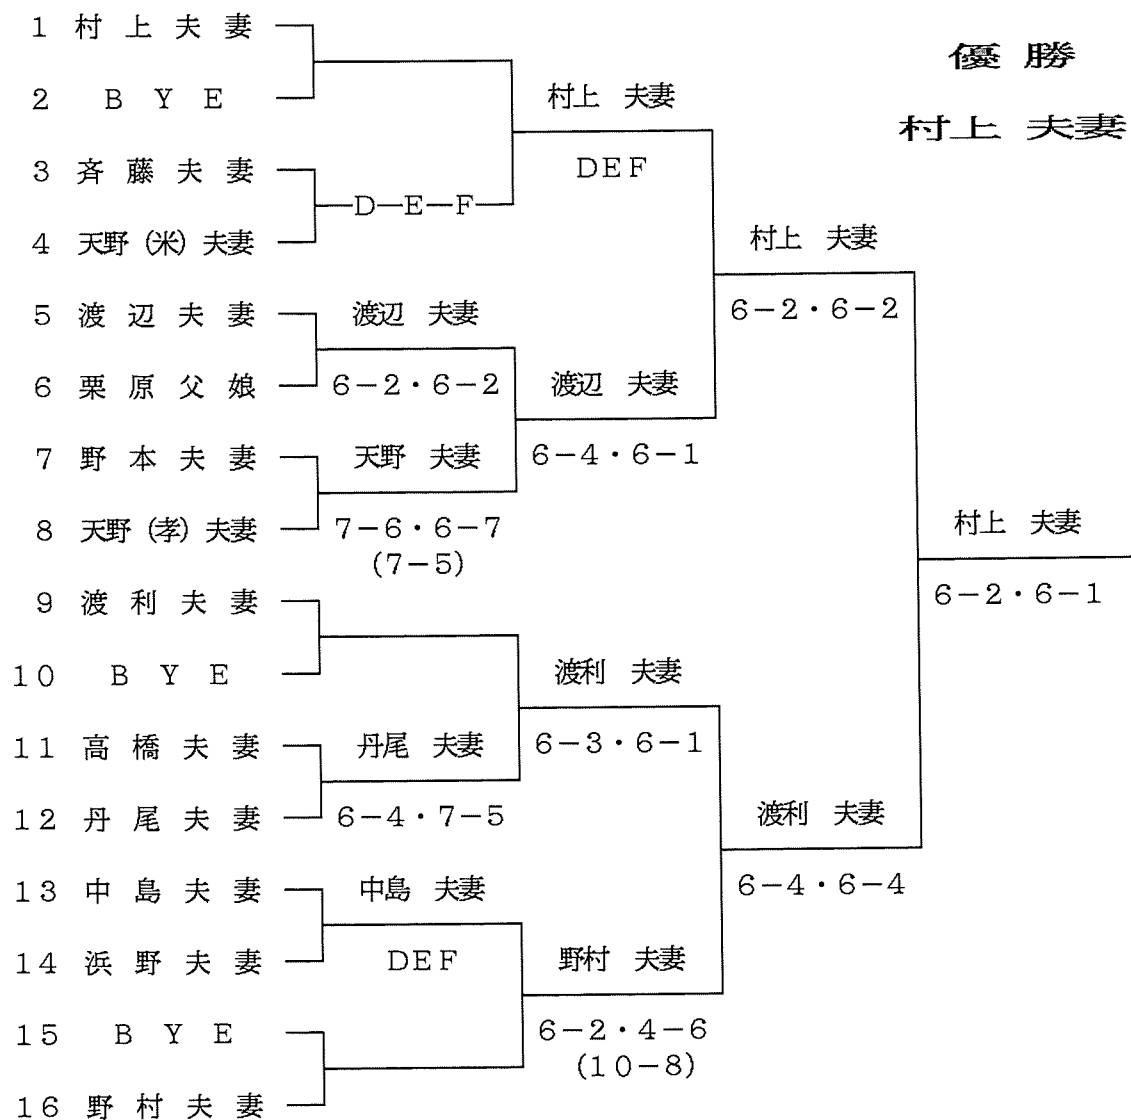 1 村上夫妻
優勝
2 BYE
村上 夫妻
村上 夫妻
3 斉藤夫妻
DEF
D-E-F
4 天野(米)夫妻
村上 夫妻
5 渡辺夫妻
渡辺 夫妻
6-2・6-2
6 栗原父娘
6-2・6-2
渡辺 夫妻
7 野本夫妻
天野 夫妻
6-4・6-1
8 天野(孝)夫妻
7-6・6-7
(7-5)
村上 夫妻
9 渡利夫妻
6-2・6-1
10 BYE
渡利 夫妻
11 高橋夫妻
丹尾 夫妻
6-3・6-1
12 丹尾夫妻
6-4・7-5
渡利 夫妻
13 中島夫妻
中島 夫妻
6-4・6-4
14 浜野夫妻
DEF
野村 夫妻
15 BYE
6-2・4-6
(10-8)
16 野村夫妻